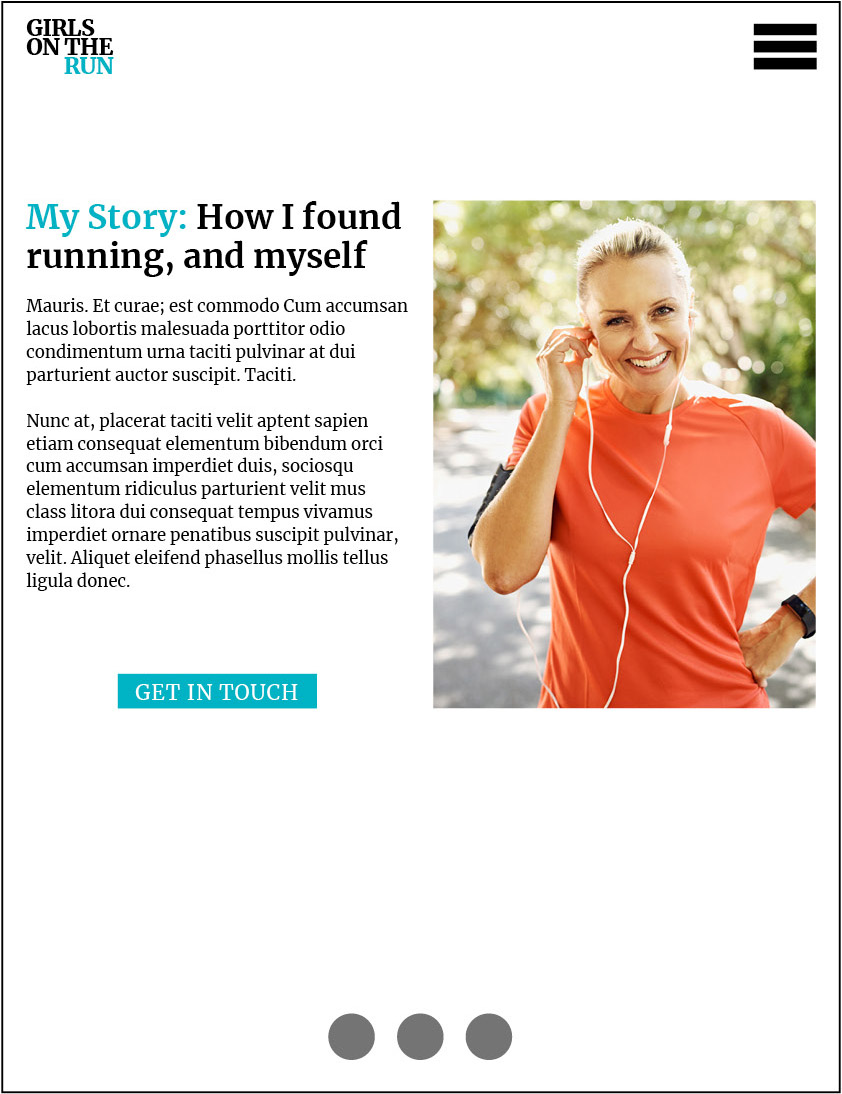 GIRLS
ON THE
RUN
My Story: How I found
running, and myself
Mauris. Et curae; est commodo Cum accumsan
lacus lobortis malesuada porttitor odio
condimentum urna taciti pulvinar at dui
parturient auctor suscipit. Taciti.
Nunc at, placerat taciti velit aptent sapien
etiam consequat elementum bibendum orci
cum accumsan imperdiet duis, sociosqu
elementum ridiculus parturient velit mus
class litora dui consequat tempus vivamus
imperdiet ornare penatibus suscipit pulvinar,
velit. Aliquet eleifend phasellus mollis tellus
ligula donec.
GET IN TOUCH